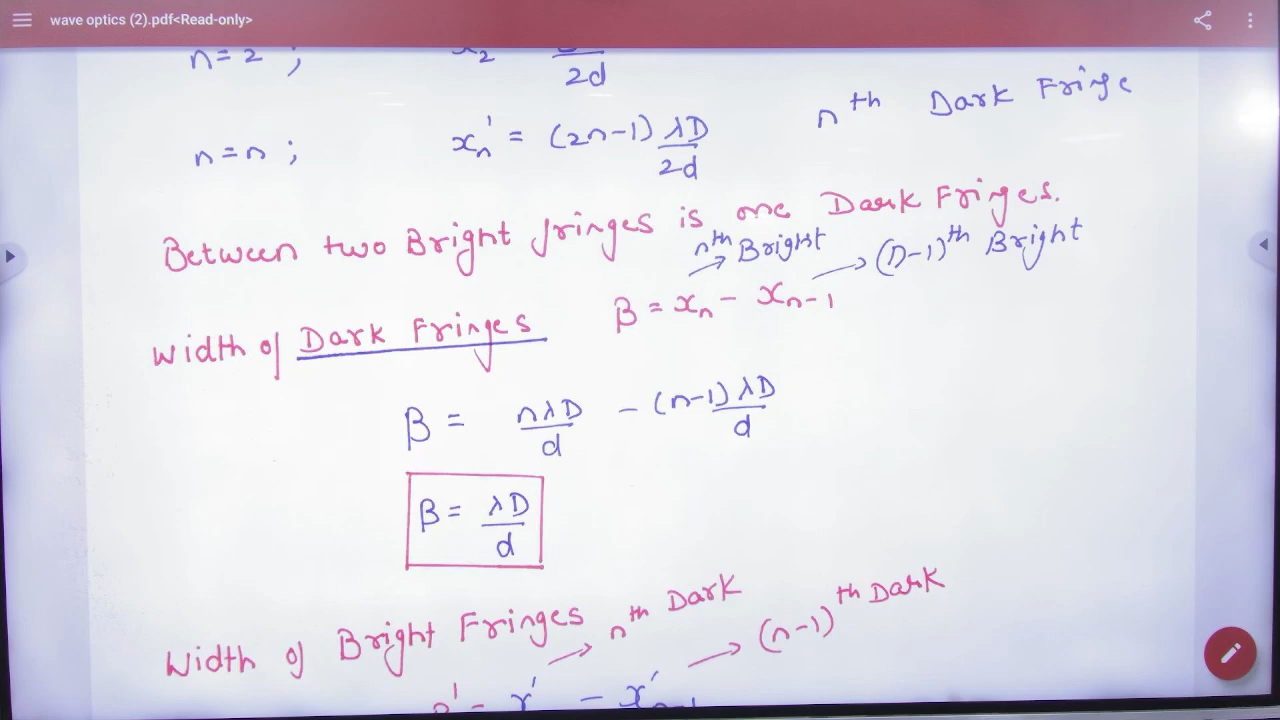 wave optics (2).pdf<Read-only>
n = 2 ;
2d
n = n ; xₙ' = (2n-1) λD/2d nᵗʰ Dark Fringe
Between two Bright fringes is one Dark Fringes.
nᵗʰ Bright (n-1)ᵗʰ Bright
Width of Dark Fringes β = xₙ - xₙ₋₁
β = nλD/d - (n-1) λD/d
β = λD/d
Width of Bright Fringes nᵗʰ Dark (n-1)ᵗʰ Dark